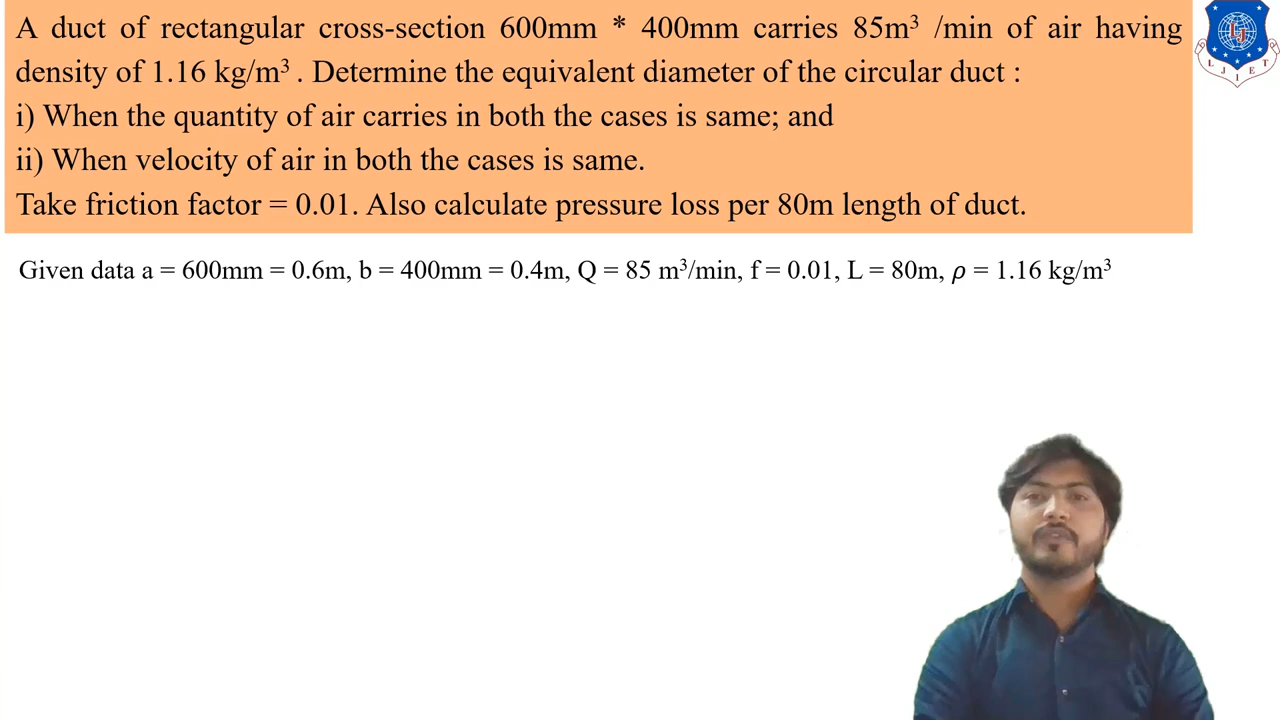 A duct of rectangular cross-section 600mm * 400mm carries 85m³ /min of air having
density of 1.16 kg/m³ . Determine the equivalent diameter of the circular duct :
i) When the quantity of air carries in both the cases is same; and
ii) When velocity of air in both the cases is same.
Take friction factor = 0.01. Also calculate pressure loss per 80m length of duct.
Given data a = 600mm = 0.6m, b = 400mm = 0.4m, Q = 85 m³/min, f = 0.01, L = 80m, ρ = 1.16 kg/m³
LJ
LJIET